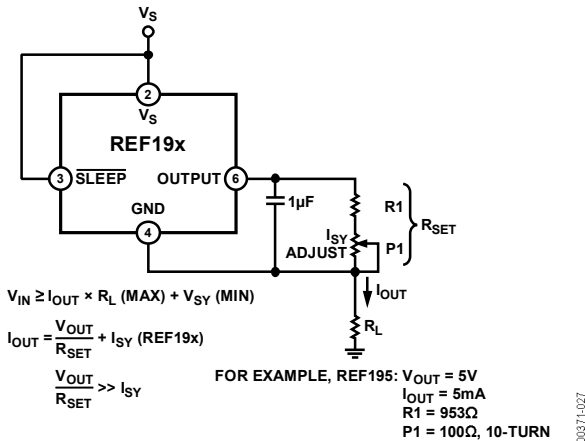 VS
2
VS
REF19x
3 SLEEP OUTPUT 6
GND
4
1µF
R1
ISY
ADJUST
P1
RSET
IOUT
RL
VIN ≥ IOUT × RL (MAX) + VSY (MIN)
IOUT = VOUT / RSET + ISY (REF19x)
VOUT / RSET >> ISY
FOR EXAMPLE, REF195: VOUT = 5V
IOUT = 5mA
R1 = 953Ω
P1 = 100Ω, 10-TURN
00371-027